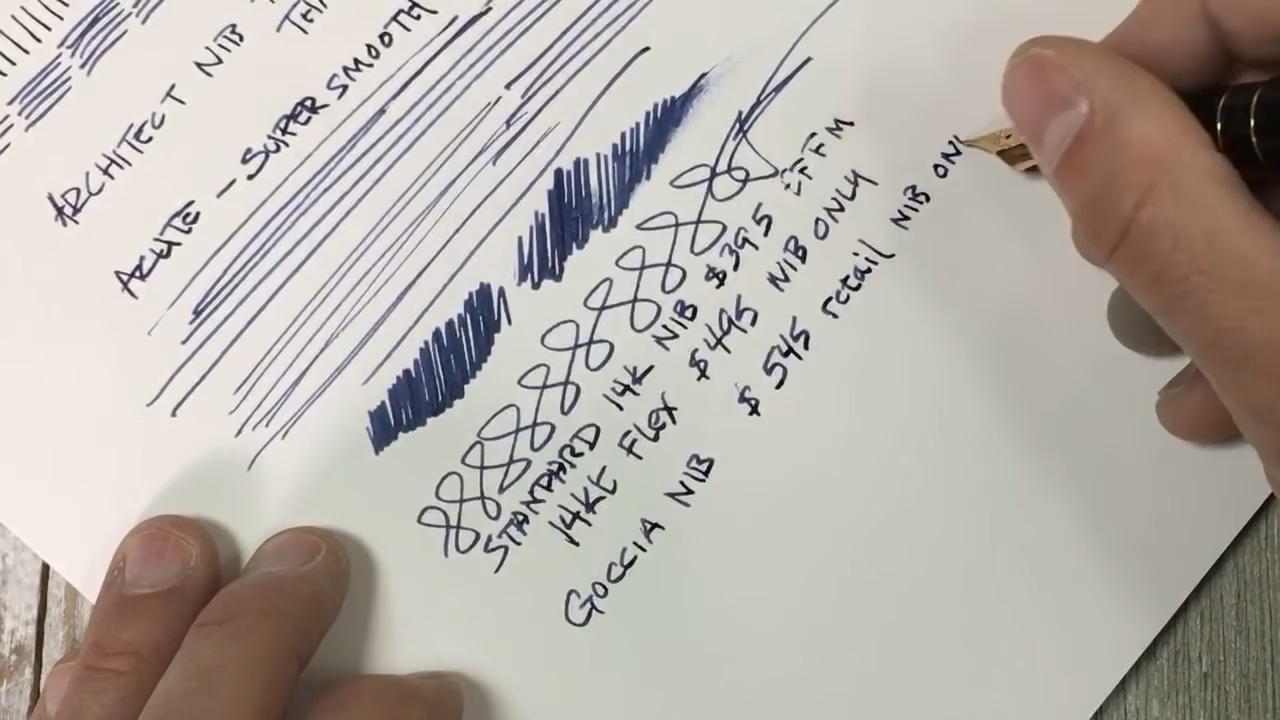 ARCHITECT NIB
ACUTE - SUPER SMOOTH
STANDARD 14K NIB $395 EF F M
14KT FLEX $495 NIB ONLY
GOCCIA NIB $545 retail NIB ON